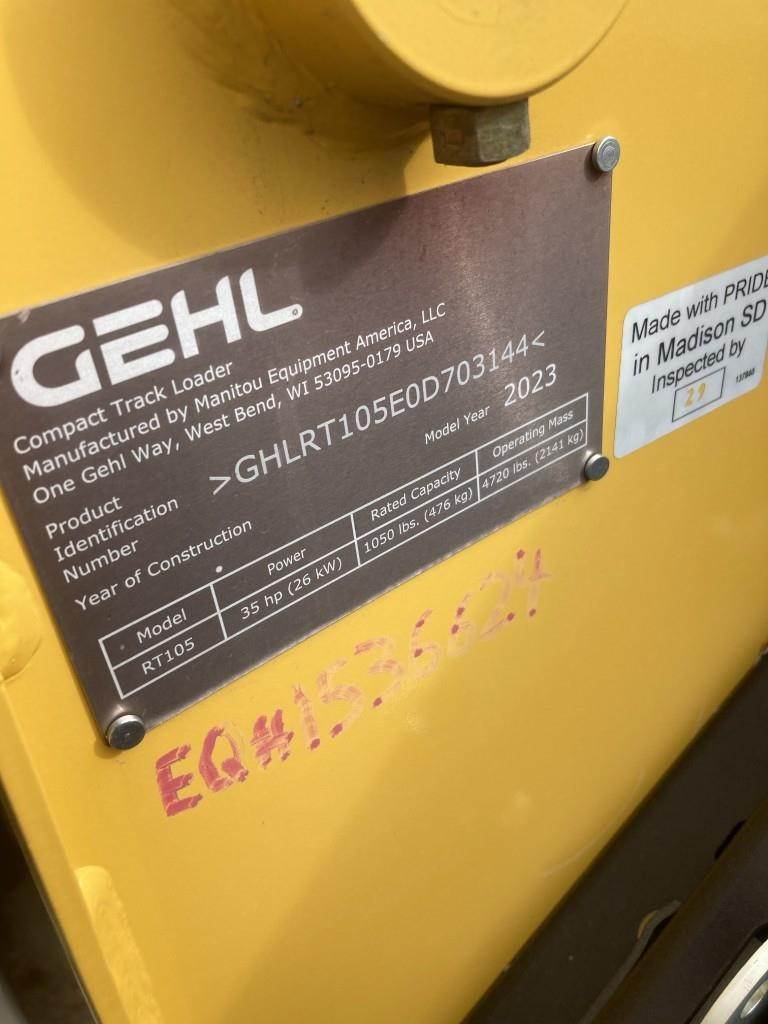 GEHL
Compact Track Loader
Manufactured by Manitou Equipment America, LLC
One Gehl Way, West Bend, WI 53095-0179 USA
Product
Identification
Number
>GHLRT105E0D703144<
Year of Construction
Model Year 2023
Model Power Rated Capacity Operating Mass
RT105 35 hp (26 kW) 1050 lbs. (476 kg) 4720 lbs. (2141 kg)
Made with PRIDE
in Madison SD
Inspected by
29
EQ#1536624